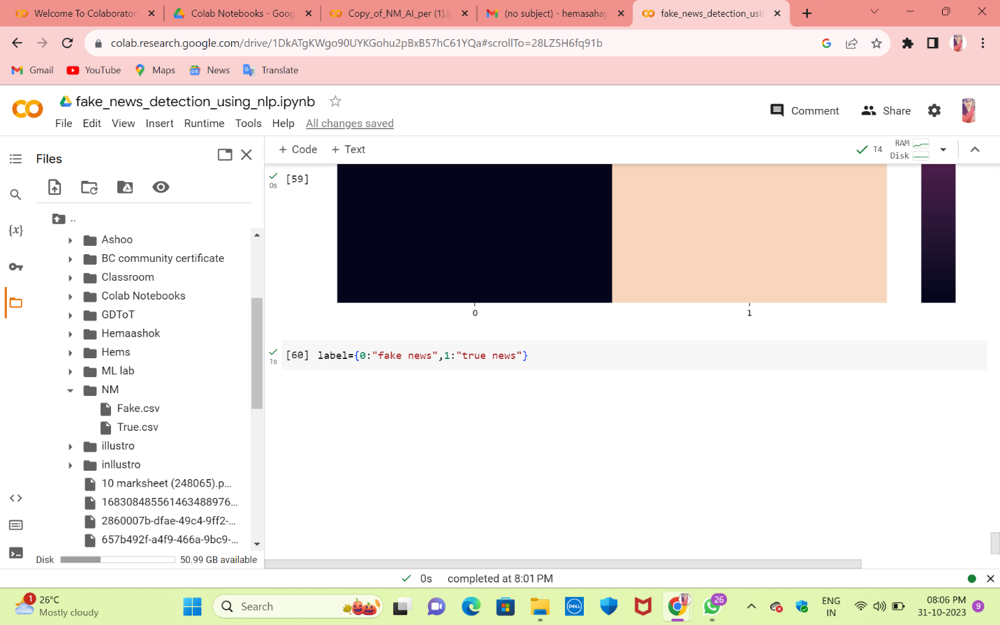 Welcome To Colaborator
Colab Notebooks - Goog
Copy_of_NM_AI_per (1).i
(no subject) - hemasahay
fake_news_detection_usin
colab.research.google.com/drive/1DkATgKWgo90UYKGohu2pBxB57hC61YQa#scrollTo=28LZ5H6fq91b
Gmail YouTube Maps News Translate
fake_news_detection_using_nlp.ipynb
File Edit View Insert Runtime Tools Help All changes saved
Comment Share
Files
+ Code + Text
T4 RAM
Disk
{x}
..
Ashoo
BC community certificate
Classroom
Colab Notebooks
GDToT
Hemaashok
Hems
ML lab
NM
Fake.csv
True.csv
illustro
inllustro
10 marksheet (248065).p...
168308485561463488976...
2860007b-dfae-49c4-9ff2-...
657b492f-a4f9-466a-9bc9-...
Disk 50.99 GB available
0s [59]
0 1
1s [60] label={0:"fake news",1:"true news"}
0s completed at 8:01 PM
1 26°C
Mostly cloudy
Search
DELL
26
ENG
IN
08:06 PM
31-10-2023
9